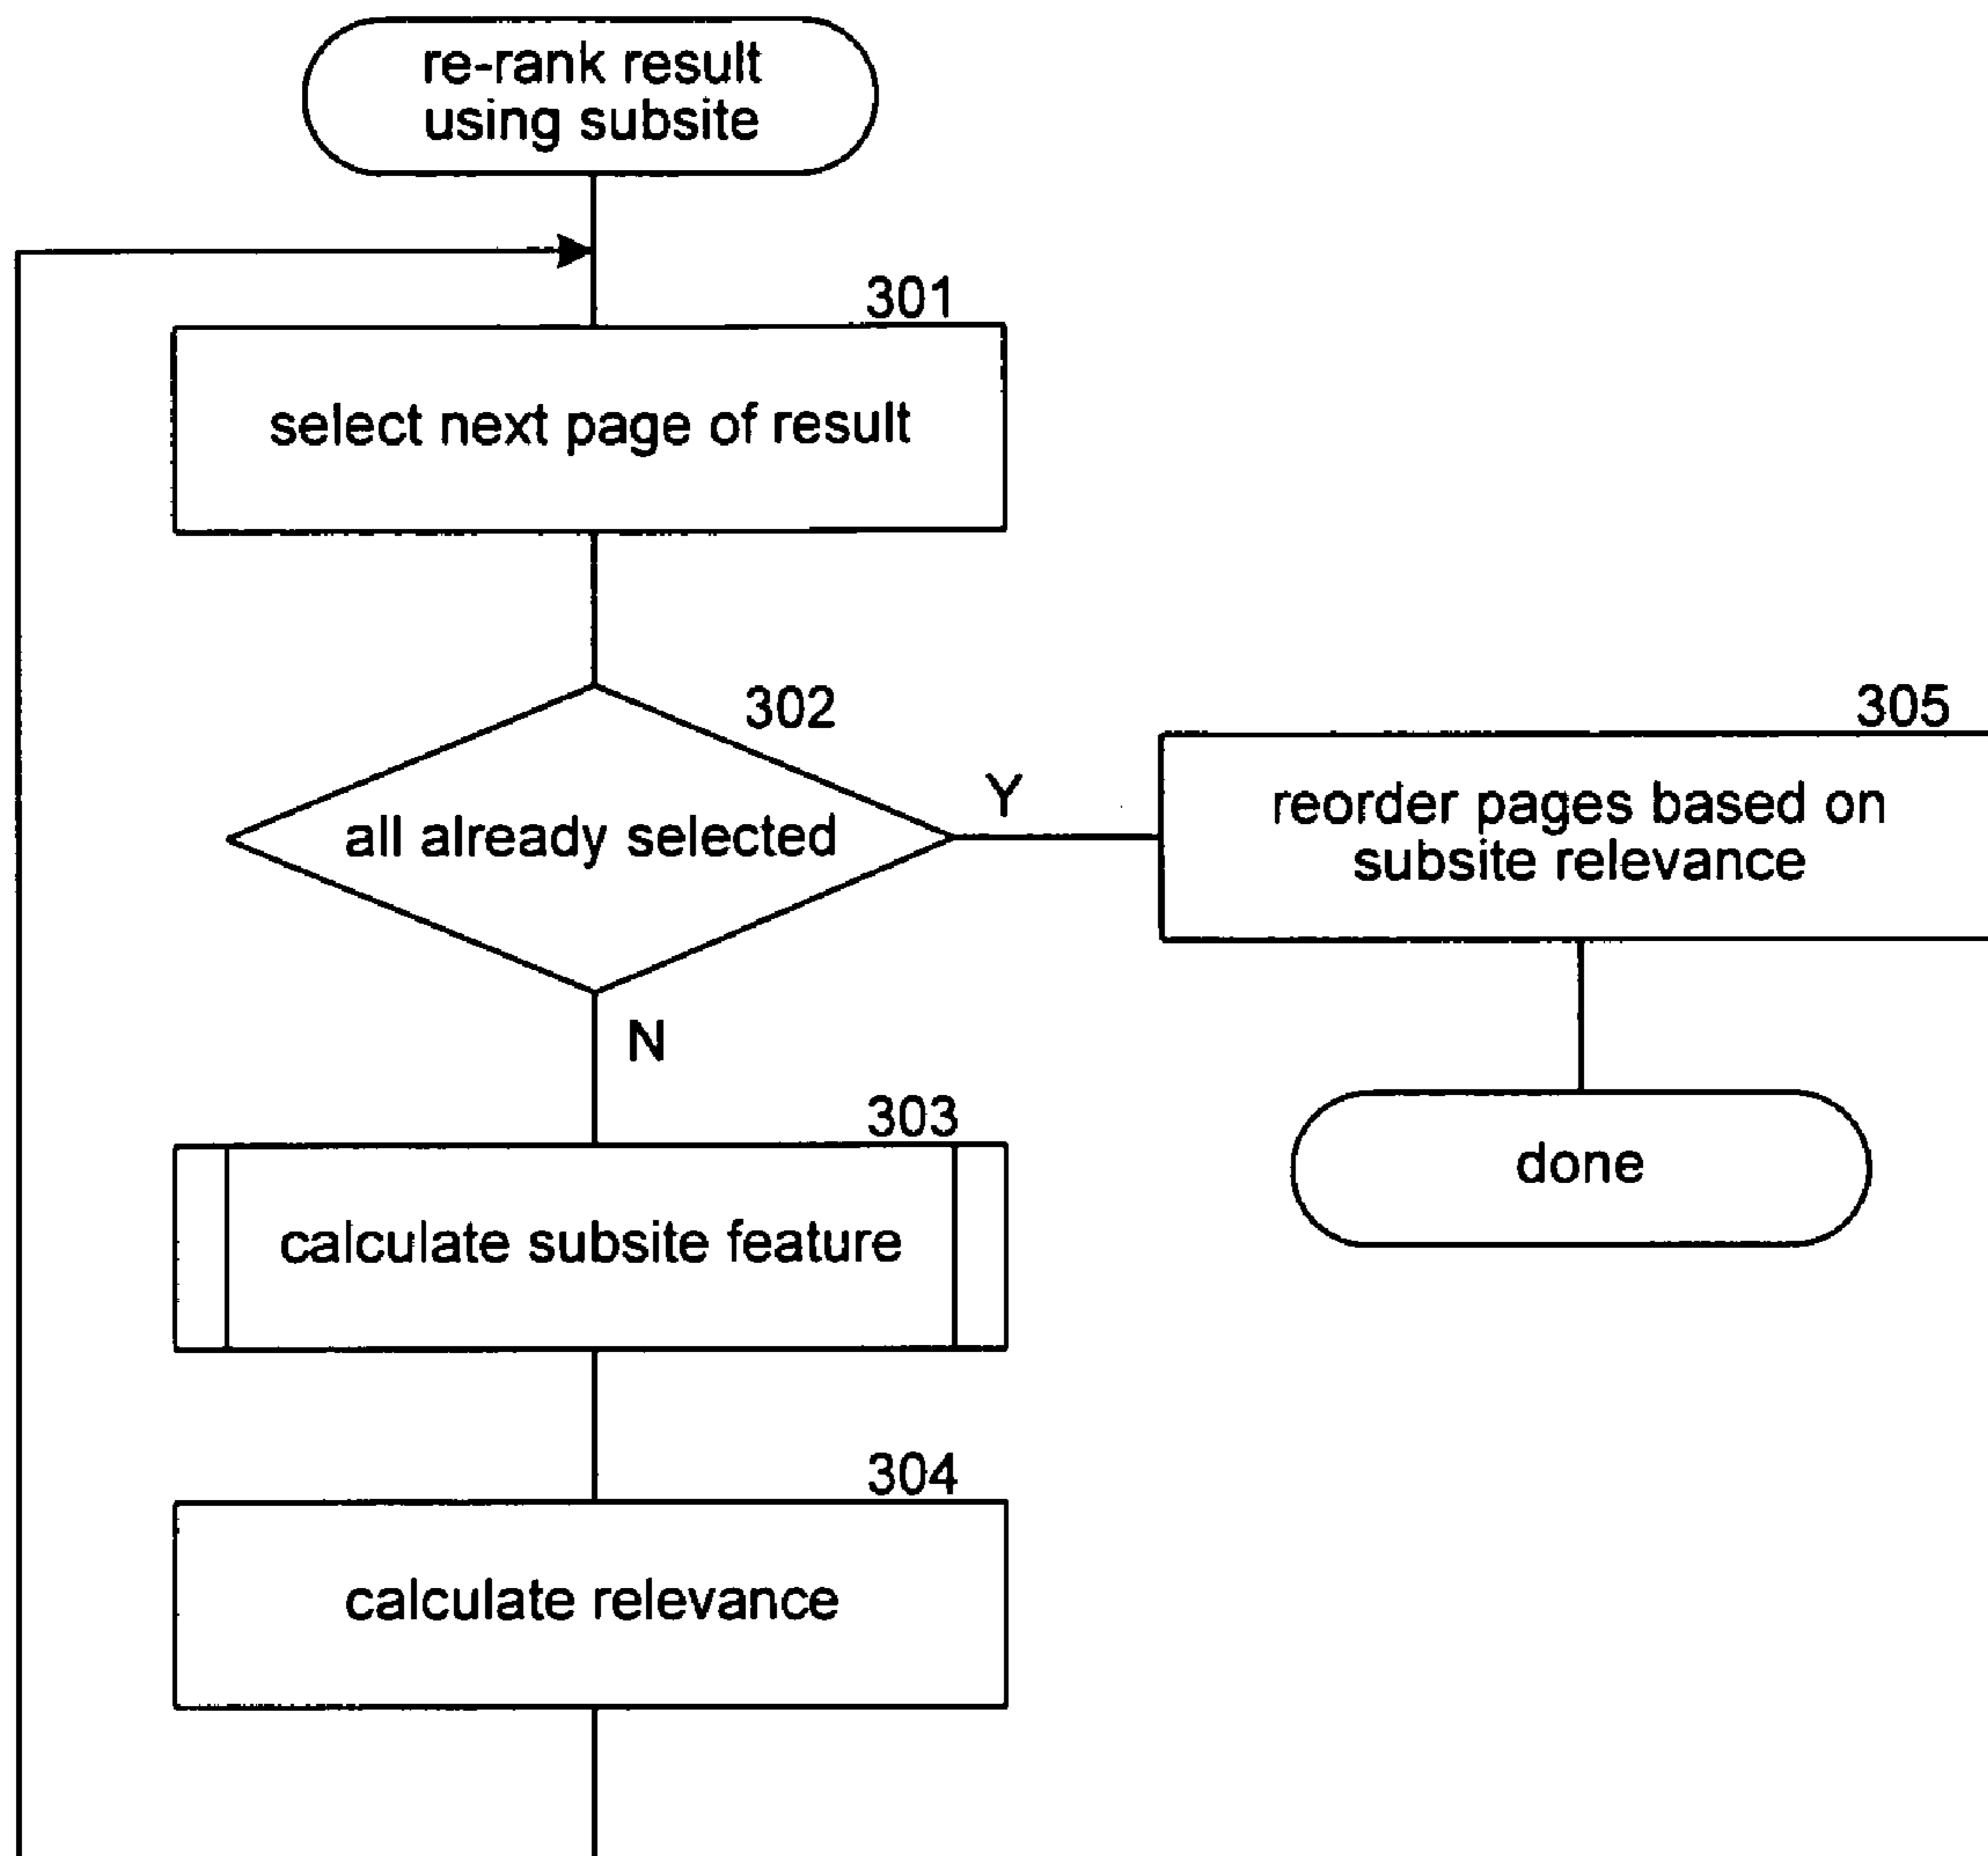 re-rank result
using subsite
301
select next page of result
302
all already selected
Y
305
reorder pages based on
subsite relevance
N
done
303
calculate subsite feature
304
calculate relevance